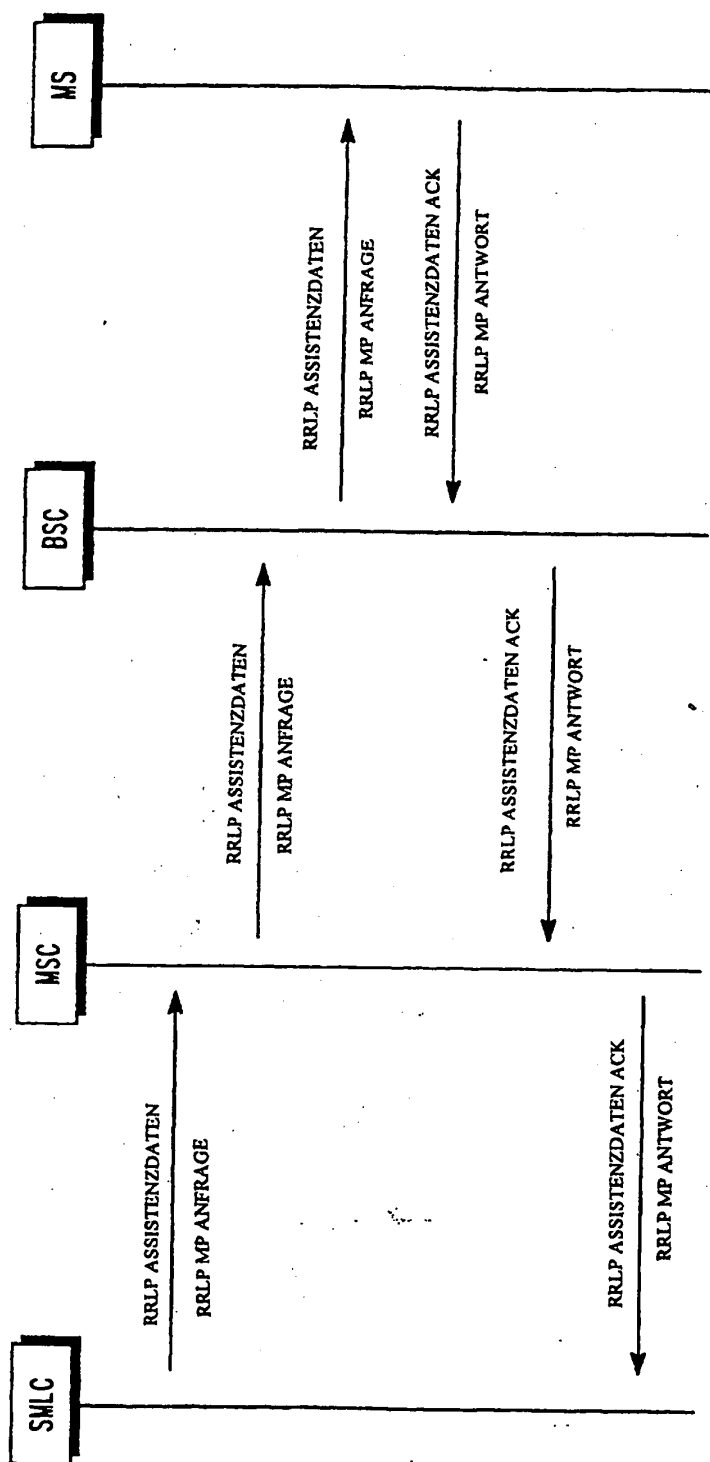 SMLC
MSC
BSC
MS
RRLP ASSISTENZDATEN
RRLP MP ANFRAGE
RRLP ASSISTENZDATEN
RRLP MP ANFRAGE
RRLP ASSISTENZDATEN
RRLP MP ANFRAGE
RRLP ASSISTENZDATEN ACK
RRLP MP ANTWORT
RRLP ASSISTENZDATEN ACK
RRLP MP ANTWORT
RRLP ASSISTENZDATEN ACK
RRLP MP ANTWORT